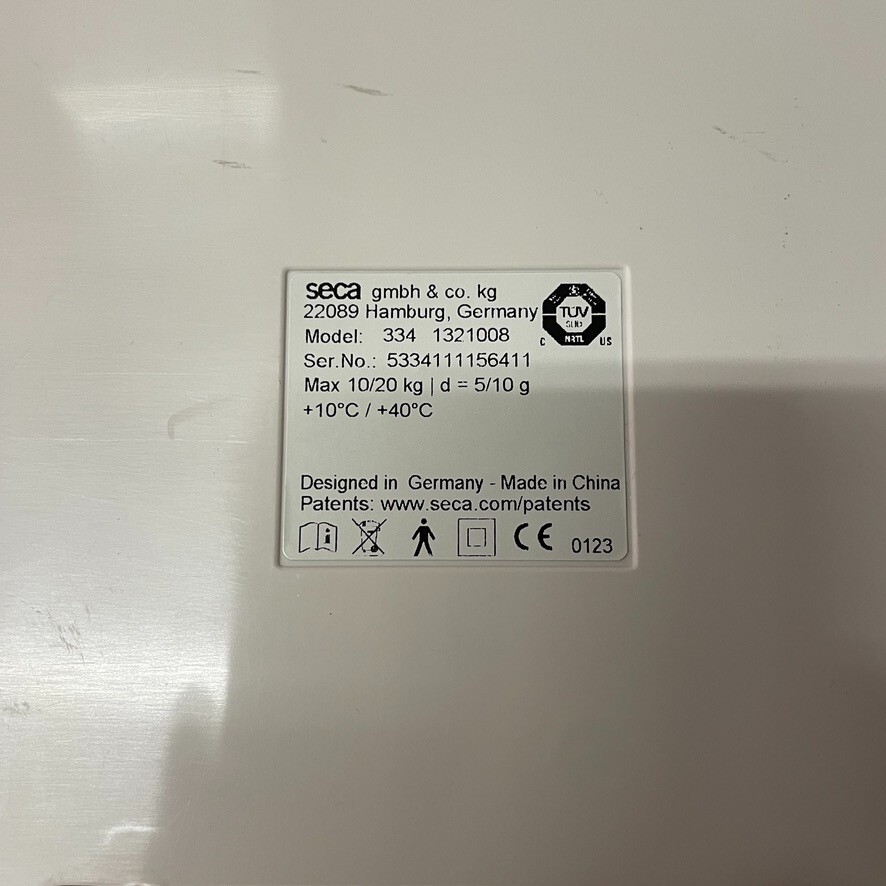 seca gmbh & co. kg
22089 Hamburg, Germany
Model: 334 1321008
Ser.No.: 5334111156411
Max 10/20 kg | d = 5/10 g
+10°C / +40°C
TÜV
SÜD
NRTL
C US
Designed in Germany - Made in China
Patents: www.seca.com/patents
i
CE 0123